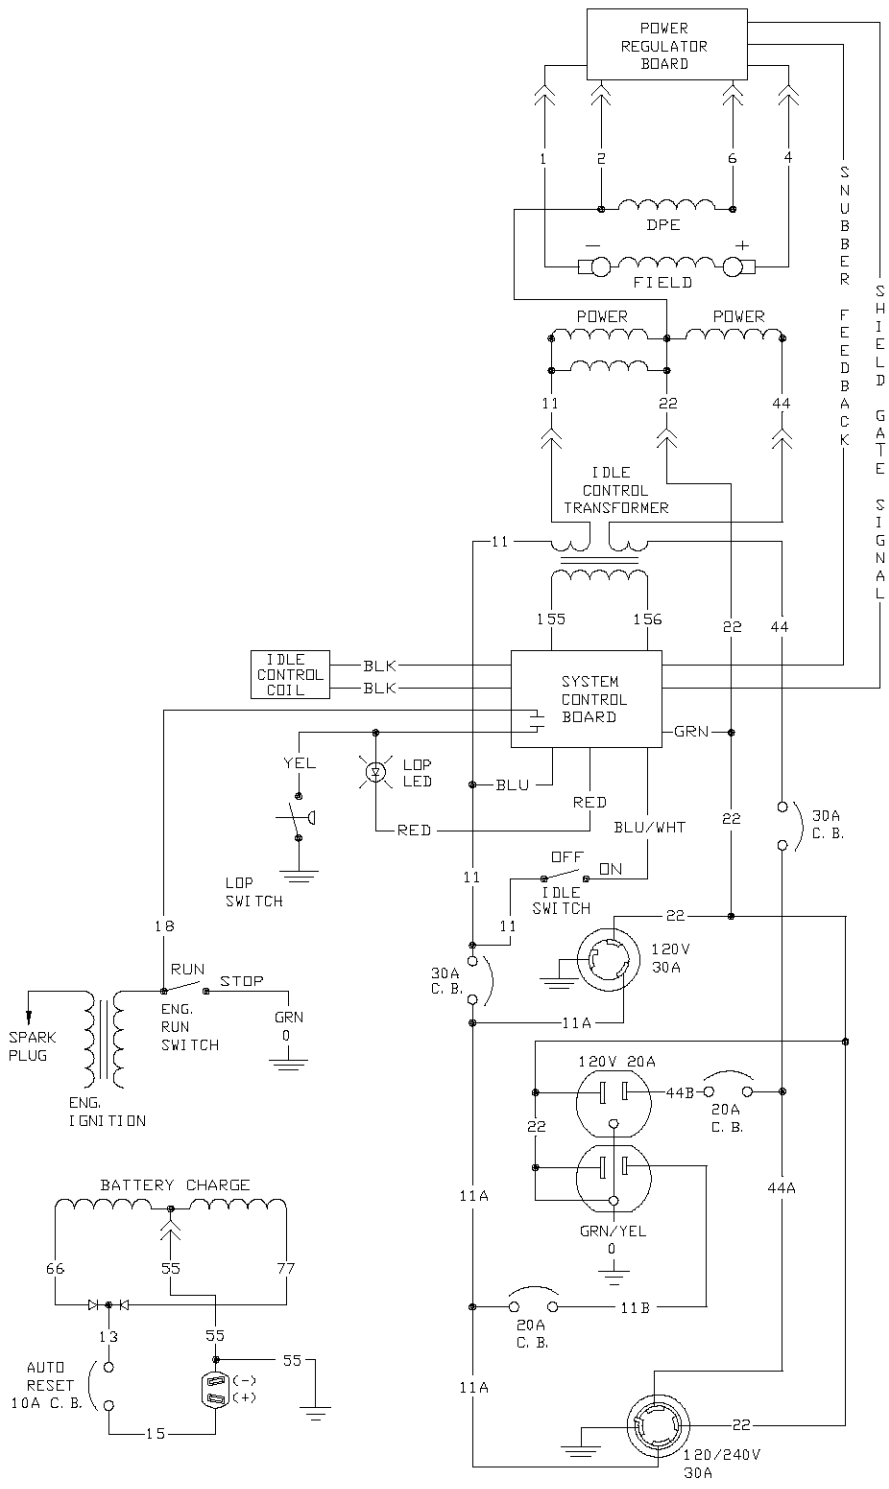 POWER
REGULATOR
BOARD
1
2
6
4
SNUBBER FEEDBACK
SHIELD GATE SIGNAL
DPE
−
+
FIELD
POWER
POWER
11
22
44
IDLE
CONTROL
TRANSFORMER
11
155
156
22
44
IDLE
CONTROL
COIL
BLK
BLK
SYSTEM
CONTROL
BOARD
GRN
YEL
LOP
LED
BLU
RED
RED
BLU/WHT
22
30A
C. B.
LOP
SWITCH
11
OFF
ON
IDLE
SWITCH
11
22
18
120V
30A
30A
C. B.
RUN
STOP
SPARK
PLUG
ENG.
RUN
SWITCH
GRN
0
11A
ENG.
IGNITION
120V 20A
44B
20A
C. B.
22
BATTERY CHARGE
11A
44A
GRN/YEL
0
66
55
77
11B
20A
C. B.
13
55
AUTO
RESET
10A C. B.
55
(-)
(+)
11A
15
22
120/240V
30A